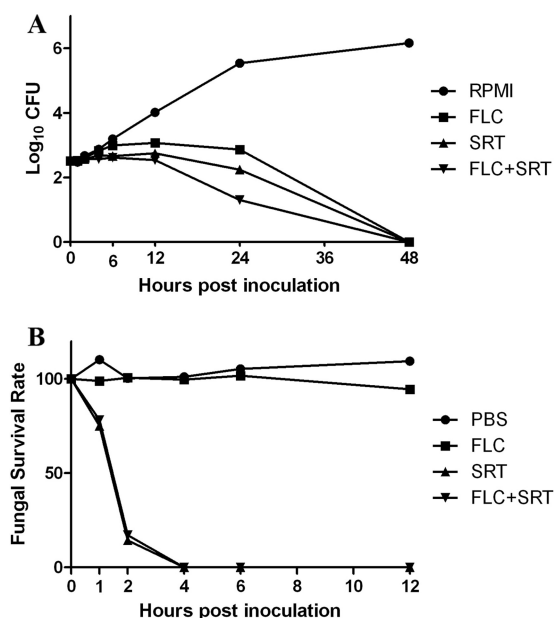 A
Log10 CFU
6
4
2
0
0 6 12 24 36 48
Hours post inoculation
RPMI
FLC
SRT
FLC+SRT
B
Fungal Survival Rate
100
50
0
0 1 2 4 6 8 10 12
Hours post inoculation
PBS
FLC
SRT
FLC+SRT